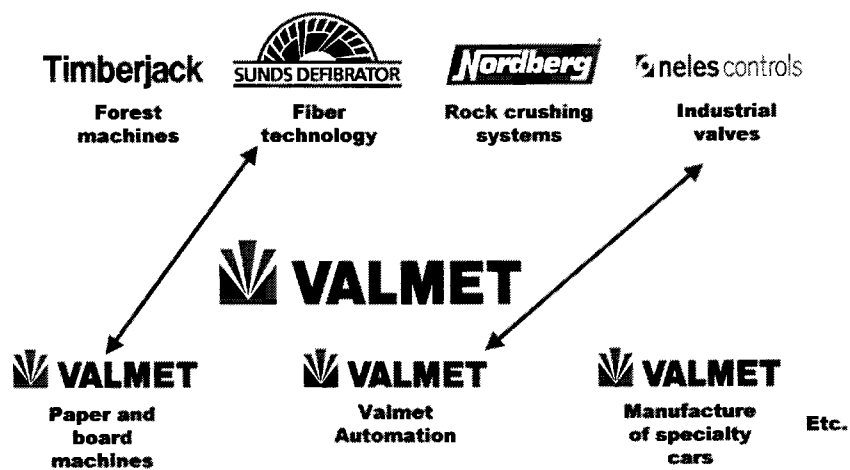 Timberjack
SUNDS DEFIBRATOR
Nordberg
neles controls
Forest
machines
Fiber
technology
Rock crushing
systems
Industrial
valves
VALMET
VALMET
Paper and
board
machines
VALMET
Valmet
Automation
VALMET
Manufacture
of specialty
cars
Etc.